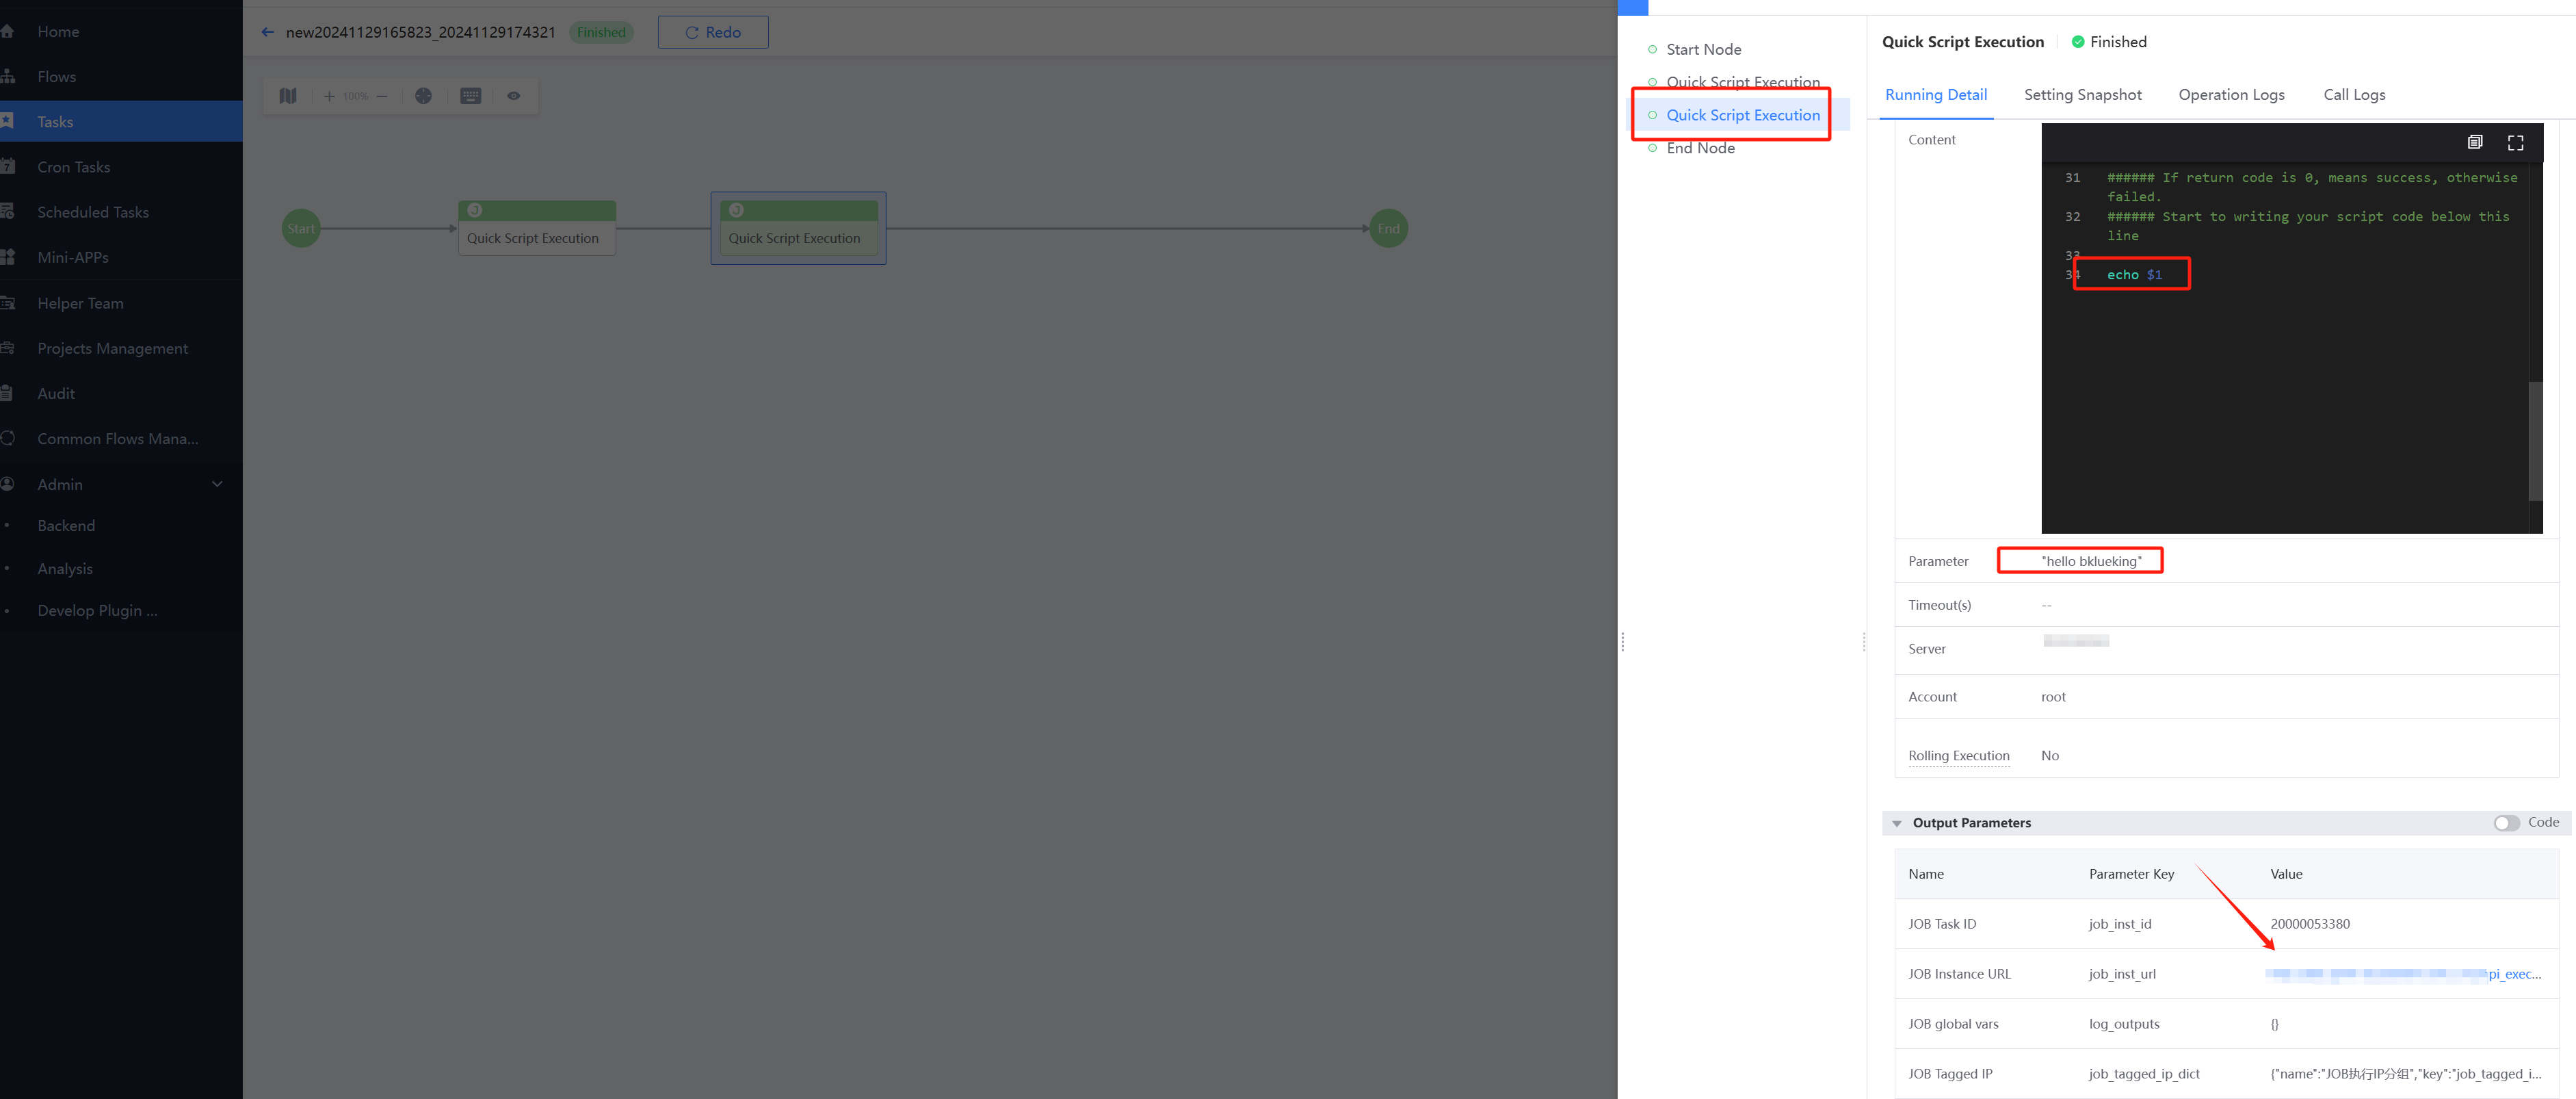 Home
Flows
Tasks
Cron Tasks
Scheduled Tasks
Mini-APPs
Helper Team
Projects Management
Audit
Common Flows Mana...
Admin
Backend
Analysis
Develop Plugin ...
new20241129165823_20241129174321
Finished
Redo
100%
Start
Quick Script Execution
Quick Script Execution
End
Start Node
Quick Script Execution
Quick Script Execution
End Node
Quick Script Execution
Finished
Running Detail
Setting Snapshot
Operation Logs
Call Logs
Content
31 ###### If return code is 0, means success, otherwise
failed.
32 ###### Start to writing your script code below this
line
33
34 echo $1
Parameter "hello bklueking"
Timeout(s) --
Server
Account root
Rolling Execution No
Output Parameters
Code
Name Parameter Key Value
JOB Task ID job_inst_id 20000053380
JOB Instance URL job_inst_url pi_exec...
JOB global vars log_outputs {}
JOB Tagged IP job_tagged_ip_dict {"name":"JOB执行IP分组","key":"job_tagged_i...